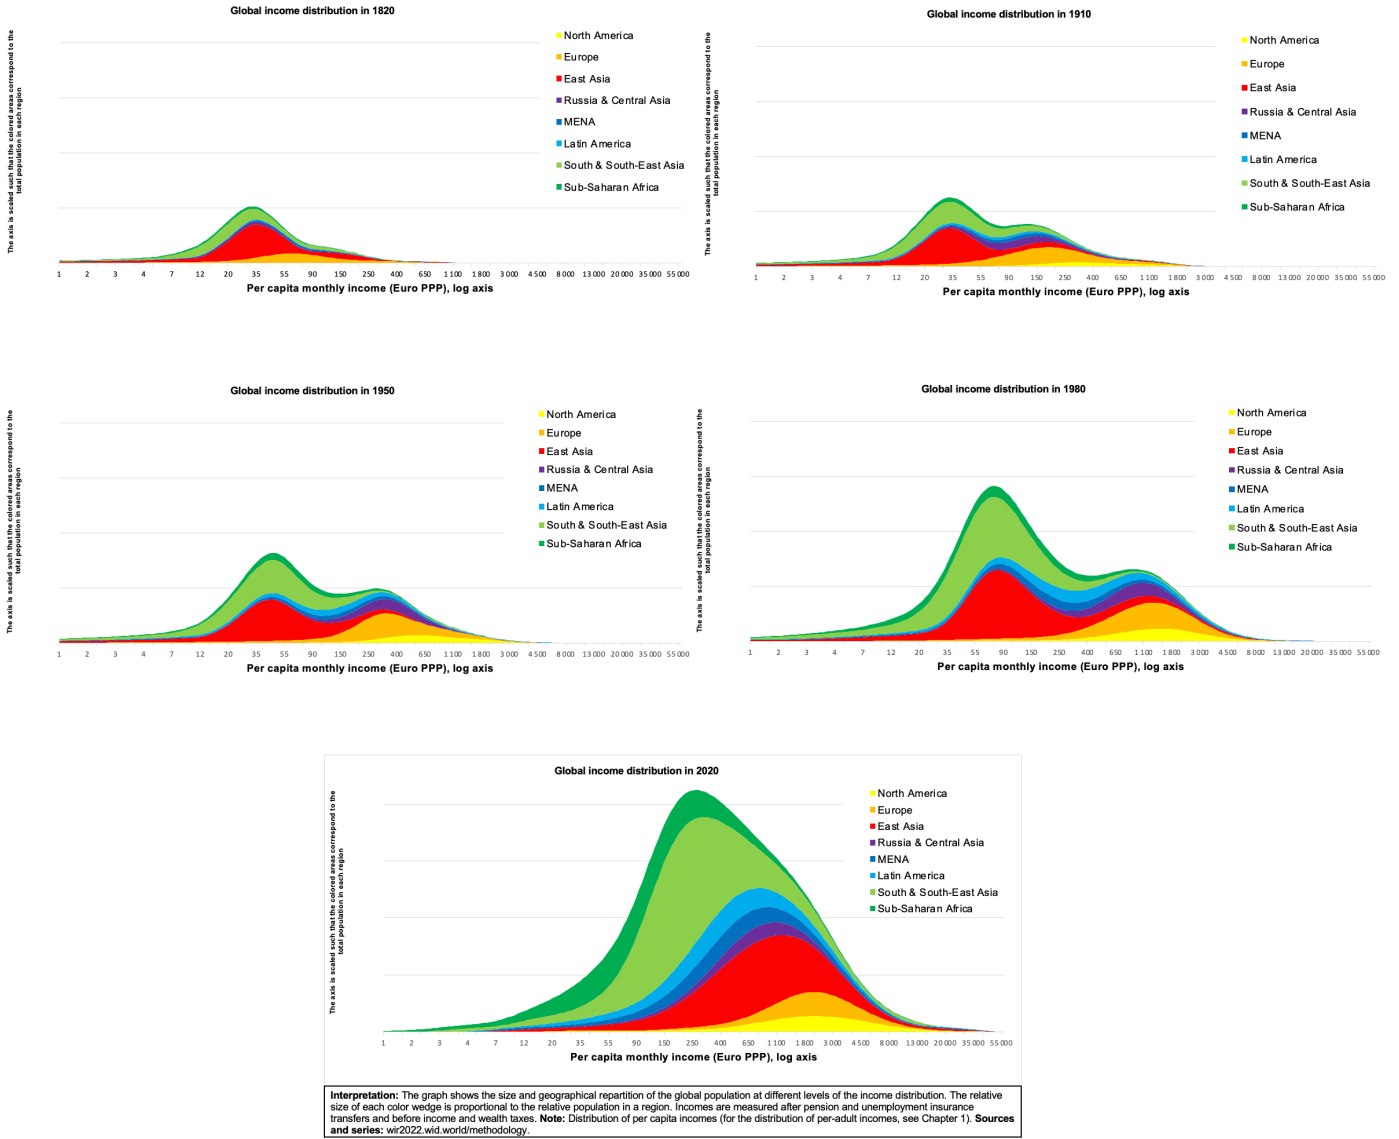 Global income distribution in 1820
The axis is scaled such that the colored areas correspond to the
total population in each region
North America
Europe
East Asia
Russia & Central Asia
MENA
Latin America
South & South-East Asia
Sub-Saharan Africa
1 2 3 4 7 12 20 35 55 90 150 250 400 650 1 100 1 800 3 000 4 500 8 000 13 000 20 000 35 000 55 000
Per capita monthly income (Euro PPP), log axis
Global income distribution in 1910
The axis is scaled such that the colored areas correspond to the
total population in each region
North America
Europe
East Asia
Russia & Central Asia
MENA
Latin America
South & South-East Asia
Sub-Saharan Africa
1 2 3 4 7 12 20 35 55 90 150 250 400 650 1 100 1 800 3 000 4 500 8 000 13 000 20 000 35 000 55 000
Per capita monthly income (Euro PPP), log axis
Global income distribution in 1950
The axis is scaled such that the colored areas correspond to the
total population in each region
North America
Europe
East Asia
Russia & Central Asia
MENA
Latin America
South & South-East Asia
Sub-Saharan Africa
1 2 3 4 7 12 20 35 55 90 150 250 400 650 1 100 1 800 3 000 4 500 8 000 13 000 20 000 35 000 55 000
Per capita monthly income (Euro PPP), log axis
Global income distribution in 1980
The axis is scaled such that the colored areas correspond to the
total population in each region
North America
Europe
East Asia
Russia & Central Asia
MENA
Latin America
South & South-East Asia
Sub-Saharan Africa
1 2 3 4 7 12 20 35 55 90 150 250 400 650 1 100 1 800 3 000 4 500 8 000 13 000 20 000 35 000 55 000
Per capita monthly income (Euro PPP), log axis
Global income distribution in 2020
The axis is scaled such that the colored areas correspond to the
total population in each region
North America
Europe
East Asia
Russia & Central Asia
MENA
Latin America
South & South-East Asia
Sub-Saharan Africa
1 2 3 4 7 12 20 35 55 90 150 250 400 650 1 100 1 800 3 000 4 500 8 000 13 000 20 000 35 000 55 000
Per capita monthly income (Euro PPP), log axis
Interpretation: The graph shows the size and geographical repartition of the global population at different levels of the income distribution. The relative
size of each color wedge is proportional to the relative population in a region. Incomes are measured after pension and unemployment insurance
transfers and before income and wealth taxes. Note: Distribution of per capita incomes (for the distribution of per-adult incomes, see Chapter 1). Sources
and series: wir2022.wid.world/methodology.